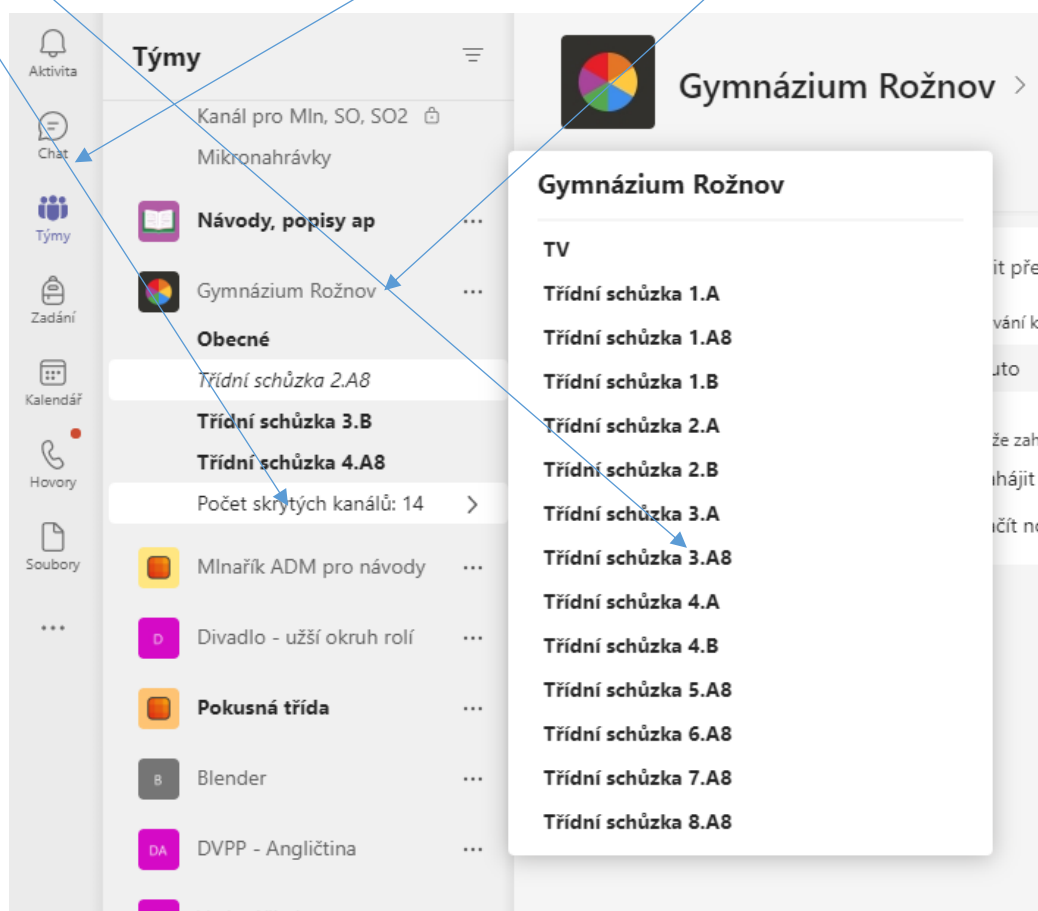 Aktivita
Chat
Týmy
Zadání
Kalendář
Hovory
Soubory
Týmy
Kanál pro Mln, SO, SO2
Mikronahrávky
Návody, popisy ap
Gymnázium Rožnov
Obecné
Třídní schůzka 2.A8
Třídní schůzka 3.B
Třídní schůzka 4.A8
Počet skrytých kanálů: 14
Mlnařík ADM pro návody
D
Divadlo - užší okruh rolí
Pokusná třída
B
Blender
DA
DVPP - Angličtina
Gymnázium Rožnov
Gymnázium Rožnov
TV
Třídní schůzka 1.A
Třídní schůzka 1.A8
Třídní schůzka 1.B
Třídní schůzka 2.A
Třídní schůzka 2.B
Třídní schůzka 3.A
Třídní schůzka 3.A8
Třídní schůzka 4.A
Třídní schůzka 4.B
Třídní schůzka 5.A8
Třídní schůzka 6.A8
Třídní schůzka 7.A8
Třídní schůzka 8.A8